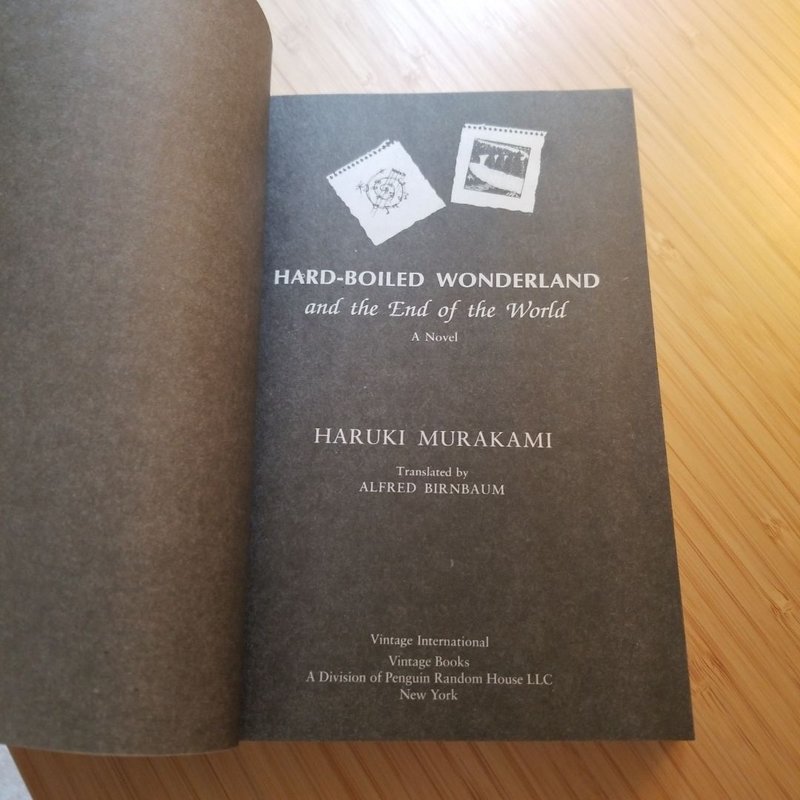 HARD-BOILED WONDERLAND
and the End of the World
A Novel
HARUKI MURAKAMI
Translated by
ALFRED BIRNBAUM
Vintage International
Vintage Books
A Division of Penguin Random House LLC
New York